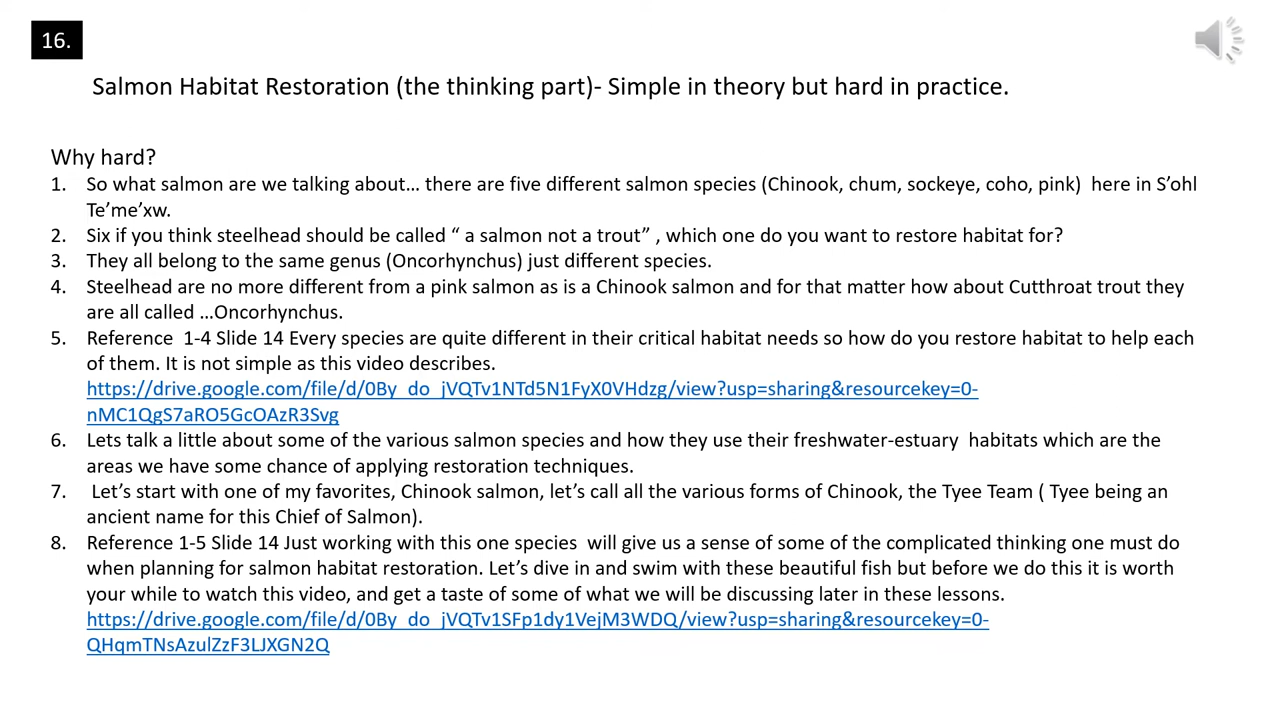 16.
Salmon Habitat Restoration (the thinking part)- Simple in theory but hard in practice.
Why hard?
1. So what salmon are we talking about… there are five different salmon species (Chinook, chum, sockeye, coho, pink)  here in S’ohl
Te’me’xw.
2. Six if you think steelhead should be called “ a salmon not a trout” , which one do you want to restore habitat for?
3. They all belong to the same genus (Oncorhynchus) just different species.
4. Steelhead are no more different from a pink salmon as is a Chinook salmon and for that matter how about Cutthroat trout they
are all called …Oncorhynchus.
5. Reference  1-4 Slide 14 Every species are quite different in their critical habitat needs so how do you restore habitat to help each
of them. It is not simple as this video describes.
https://drive.google.com/file/d/0By_do_jVQTv1NTd5N1FyX0VHdzg/view?usp=sharing&resourcekey=0-
nMC1QgS7aRO5GcOAzR3Svg
6. Lets talk a little about some of the various salmon species and how they use their freshwater-estuary  habitats which are the
areas we have some chance of applying restoration techniques.
7. Let’s start with one of my favorites, Chinook salmon, let’s call all the various forms of Chinook, the Tyee Team ( Tyee being an
ancient name for this Chief of Salmon).
8. Reference 1-5 Slide 14 Just working with this one species  will give us a sense of some of the complicated thinking one must do
when planning for salmon habitat restoration. Let’s dive in and swim with these beautiful fish but before we do this it is worth
your while to watch this video, and get a taste of some of what we will be discussing later in these lessons.
https://drive.google.com/file/d/0By_do_jVQTv1SFp1dy1VejM3WDQ/view?usp=sharing&resourcekey=0-
QHqmTNsAzulZzF3LJXGN2Q